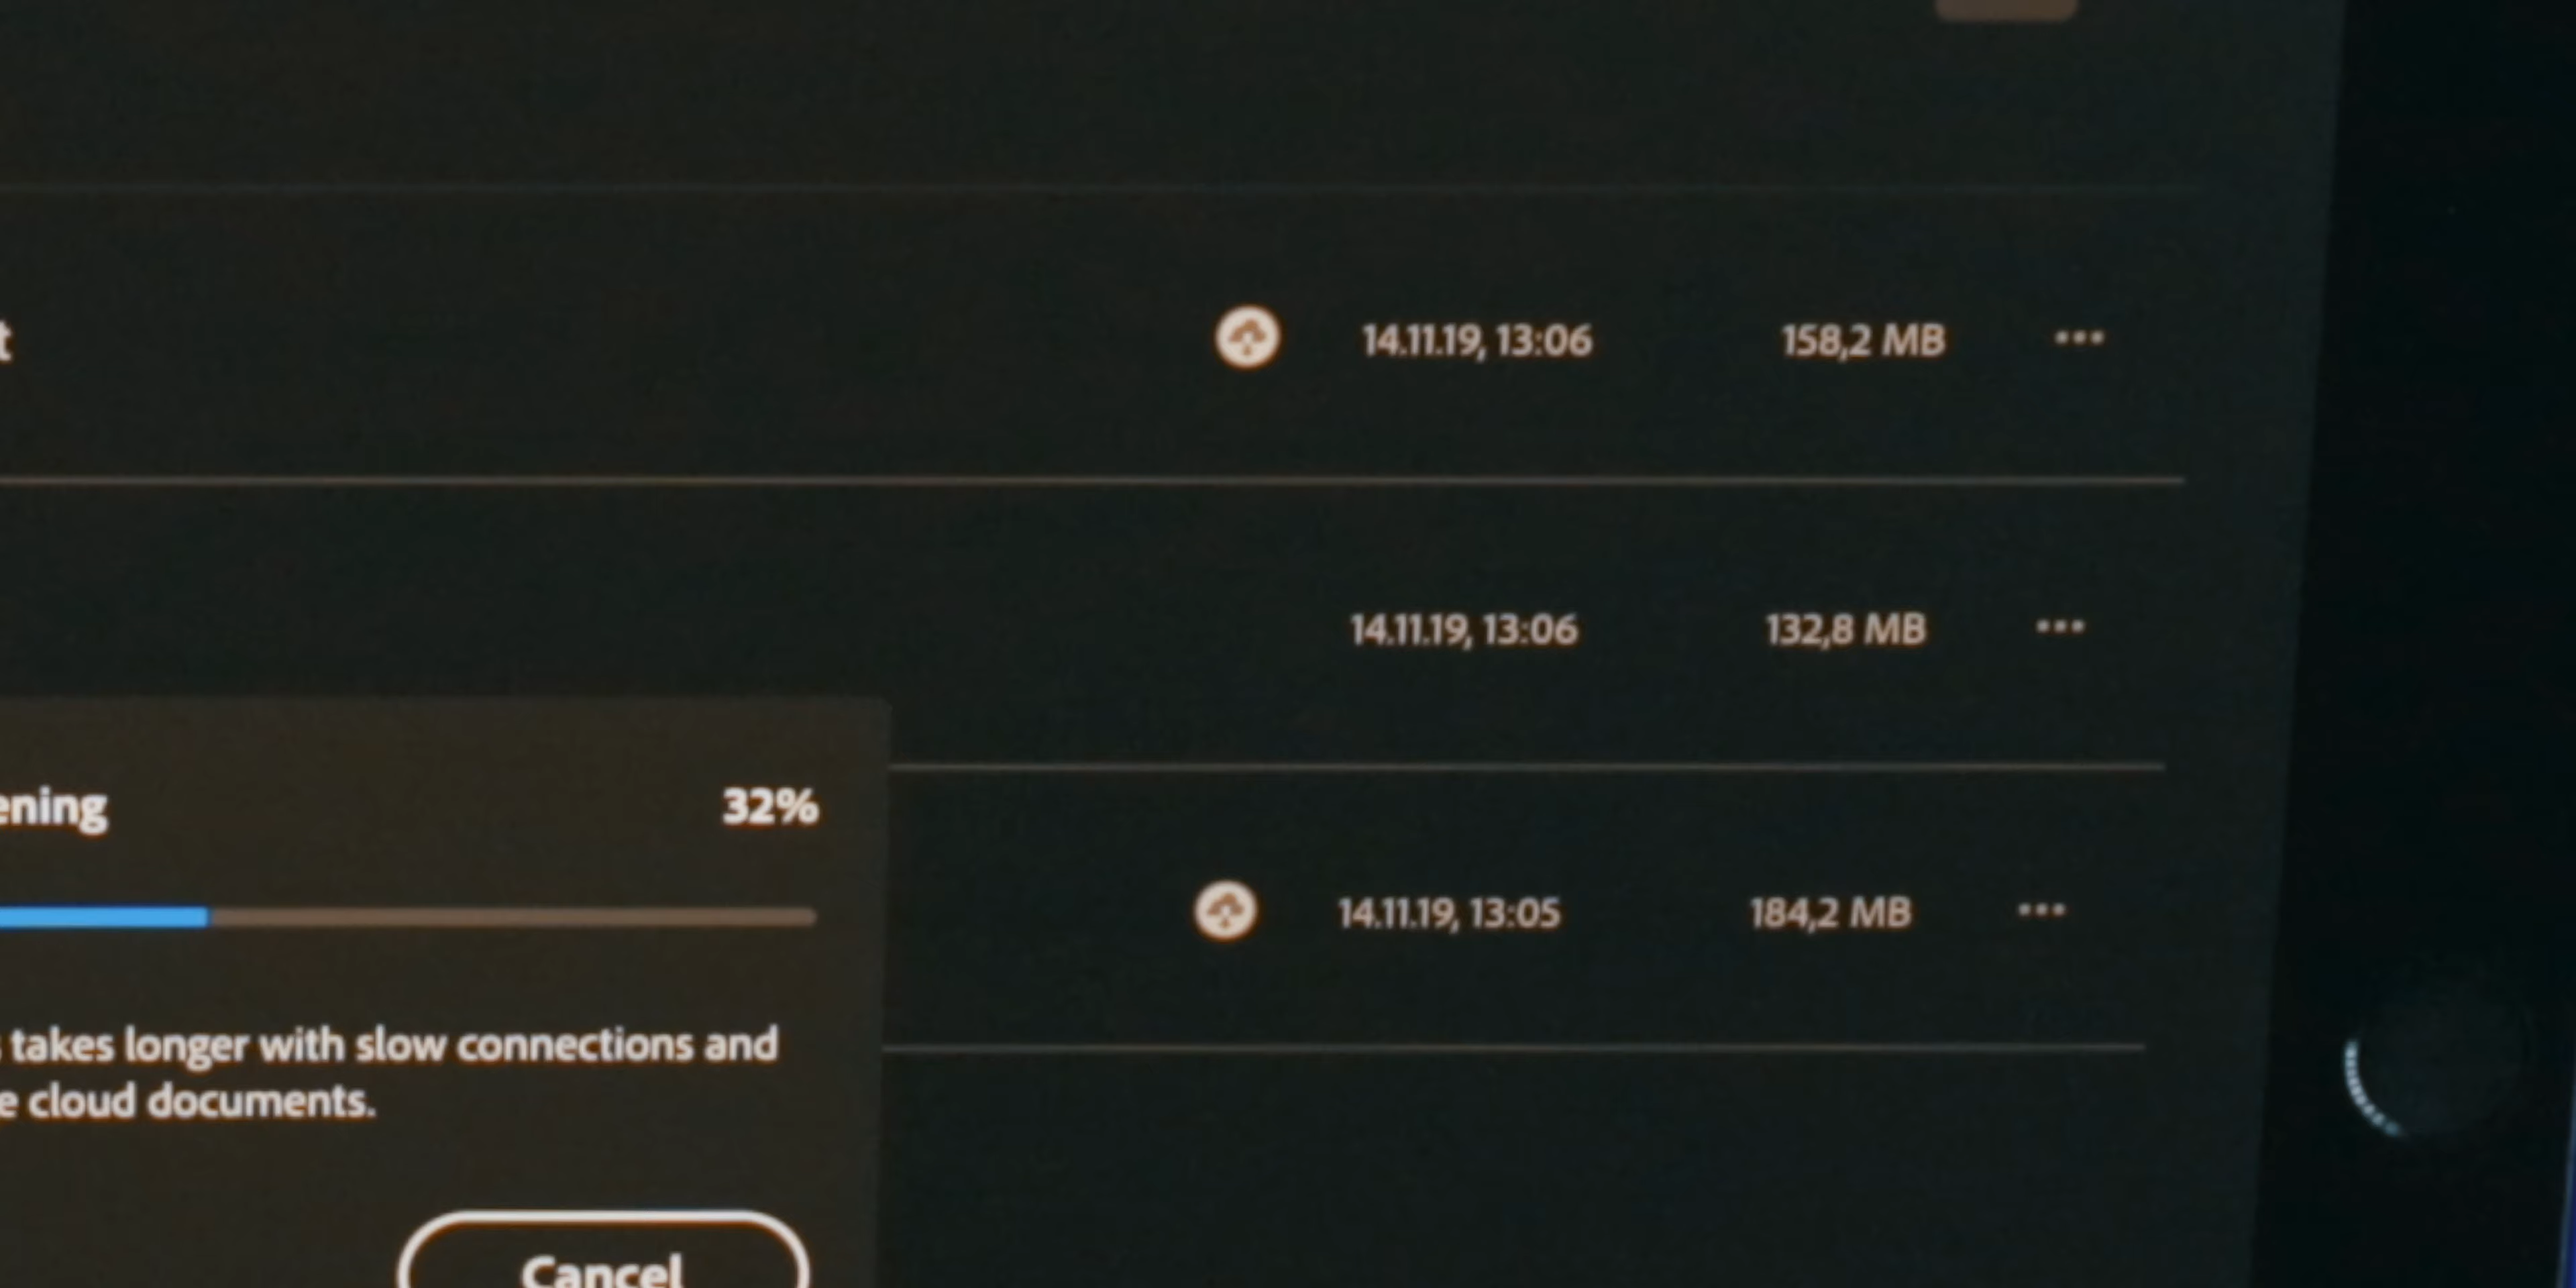 t
14.11.19, 13:06 158,2 MB ...
14.11.19, 13:06 132,8 MB ...
ening 32%
14.11.19, 13:05 184,2 MB ...
s takes longer with slow connections and
e cloud documents.
Cancel